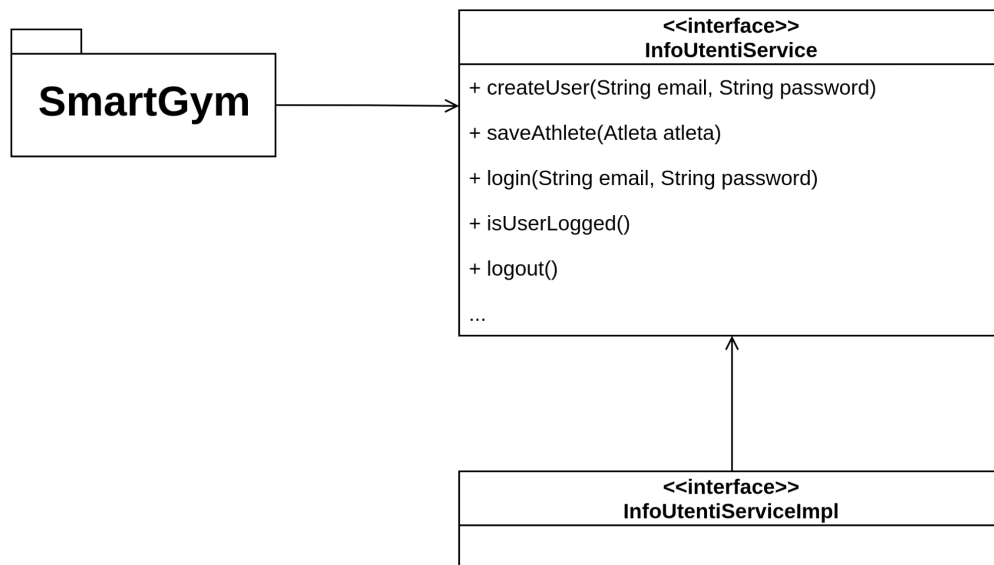 SmartGym
<<interface>>
InfoUtentiService
+ createUser(String email, String password)
+ saveAthlete(Atleta atleta)
+ login(String email, String password)
+ isUserLogged()
+ logout()
...
<<interface>>
InfoUtentiServiceImpl